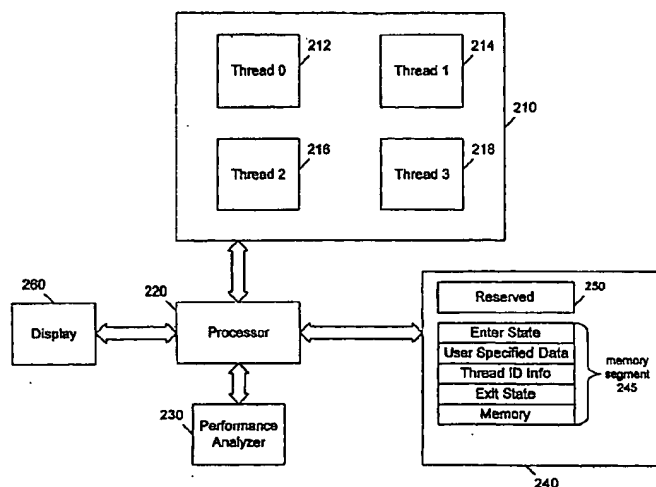 212
Thread 0
214
Thread 1
216
Thread 2
218
Thread 3
210
260
Display
220
Processor
230
Performance
Analyzer
250
Reserved
Enter State
User Specified Data
Thread ID Info
Exit State
Memory
memory
segment
245
240